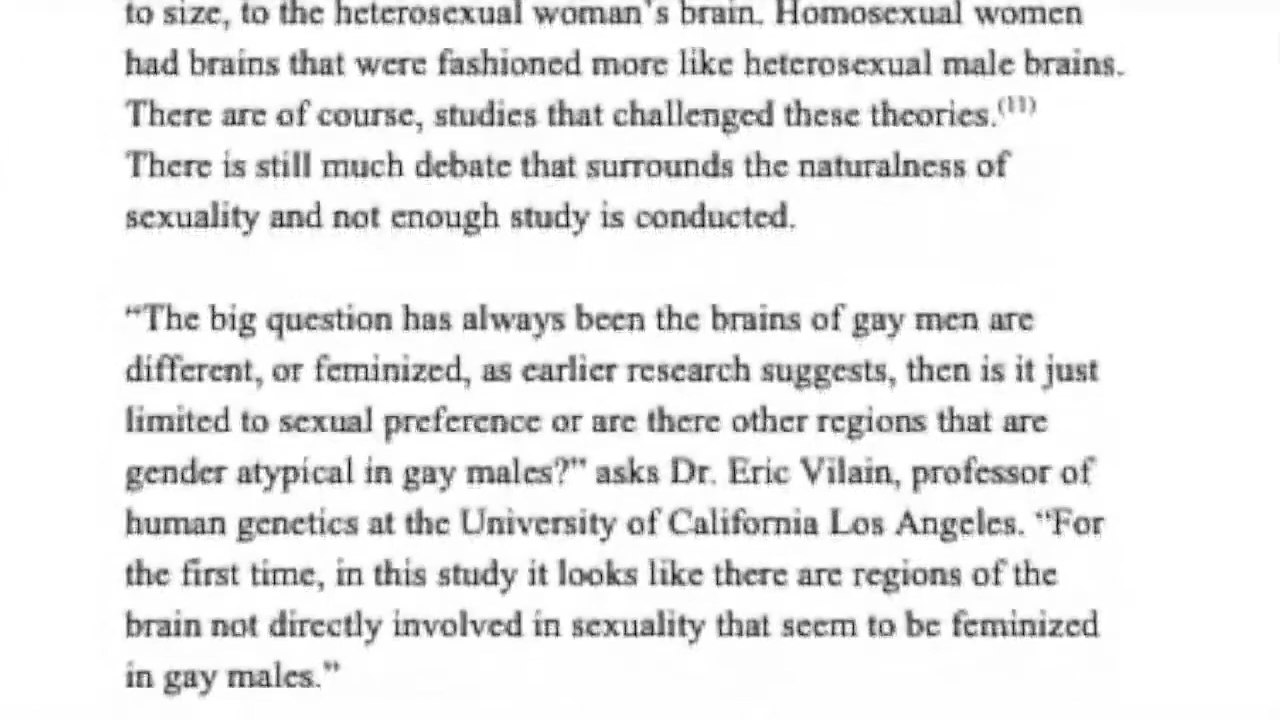 to size, to the heterosexual woman's brain. Homosexual women
had brains that were fashioned more like heterosexual male brains.
There are of course, studies that challenged these theories.(11)
There is still much debate that surrounds the naturalness of
sexuality and not enough study is conducted.
“The big question has always been the brains of gay men are
different, or feminized, as earlier research suggests, then is it just
limited to sexual preference or are there other regions that are
gender atypical in gay males?” asks Dr. Eric Vilain, professor of
human genetics at the University of California Los Angeles. “For
the first time, in this study it looks like there are regions of the
brain not directly involved in sexuality that seem to be feminized
in gay males.”